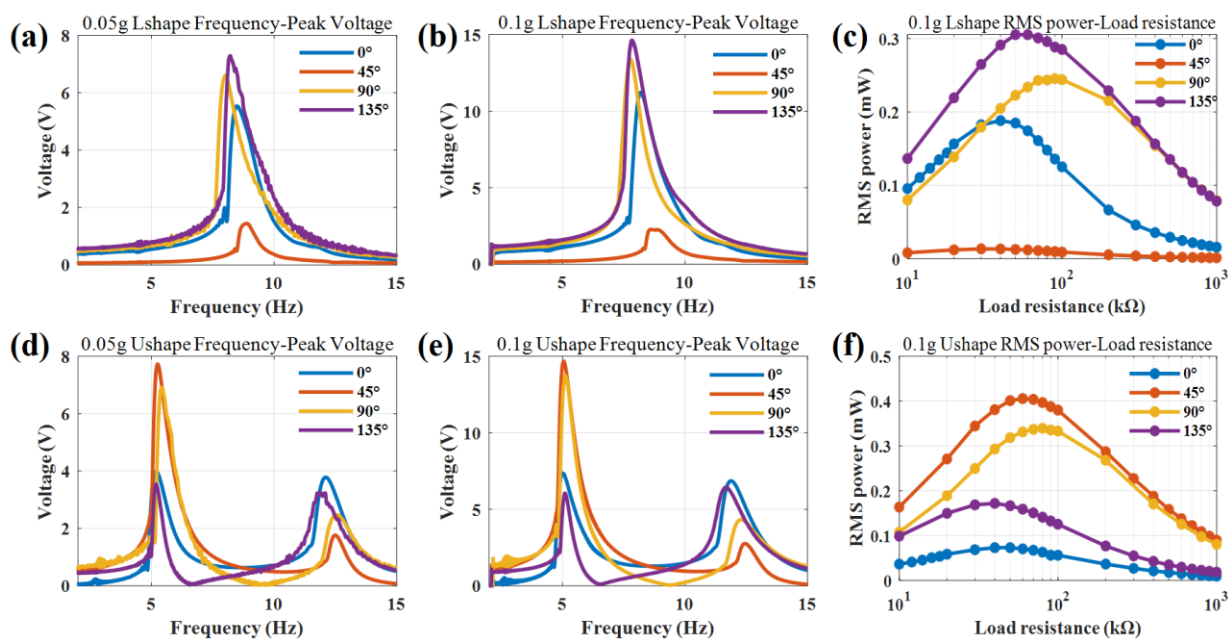 (a)
0.05g Lshape Frequency-Peak Voltage
8
6
4
2
0
Voltage (V)
0°
45°
90°
135°
5
10
15
Frequency (Hz)
(b)
0.1g Lshape Frequency-Peak Voltage
15
10
5
0
Voltage (V)
0°
45°
90°
135°
5
10
15
Frequency (Hz)
(c)
0.1g Lshape RMS power-Load resistance
0.3
0.2
0.1
0
RMS power (mW)
0°
45°
90°
135°
10¹
10²
10³
Load resistance (kΩ)
(d)
0.05g Ushape Frequency-Peak Voltage
8
6
4
2
0
Voltage (V)
0°
45°
90°
135°
5
10
15
Frequency (Hz)
(e)
0.1g Ushape Frequency-Peak Voltage
15
10
5
0
Voltage (V)
0°
45°
90°
135°
5
10
15
Frequency (Hz)
(f)
0.1g Ushape RMS power-Load resistance
0.5
0.4
0.3
0.2
0.1
0
RMS power (mW)
0°
45°
90°
135°
10¹
10²
10³
Load resistance (kΩ)